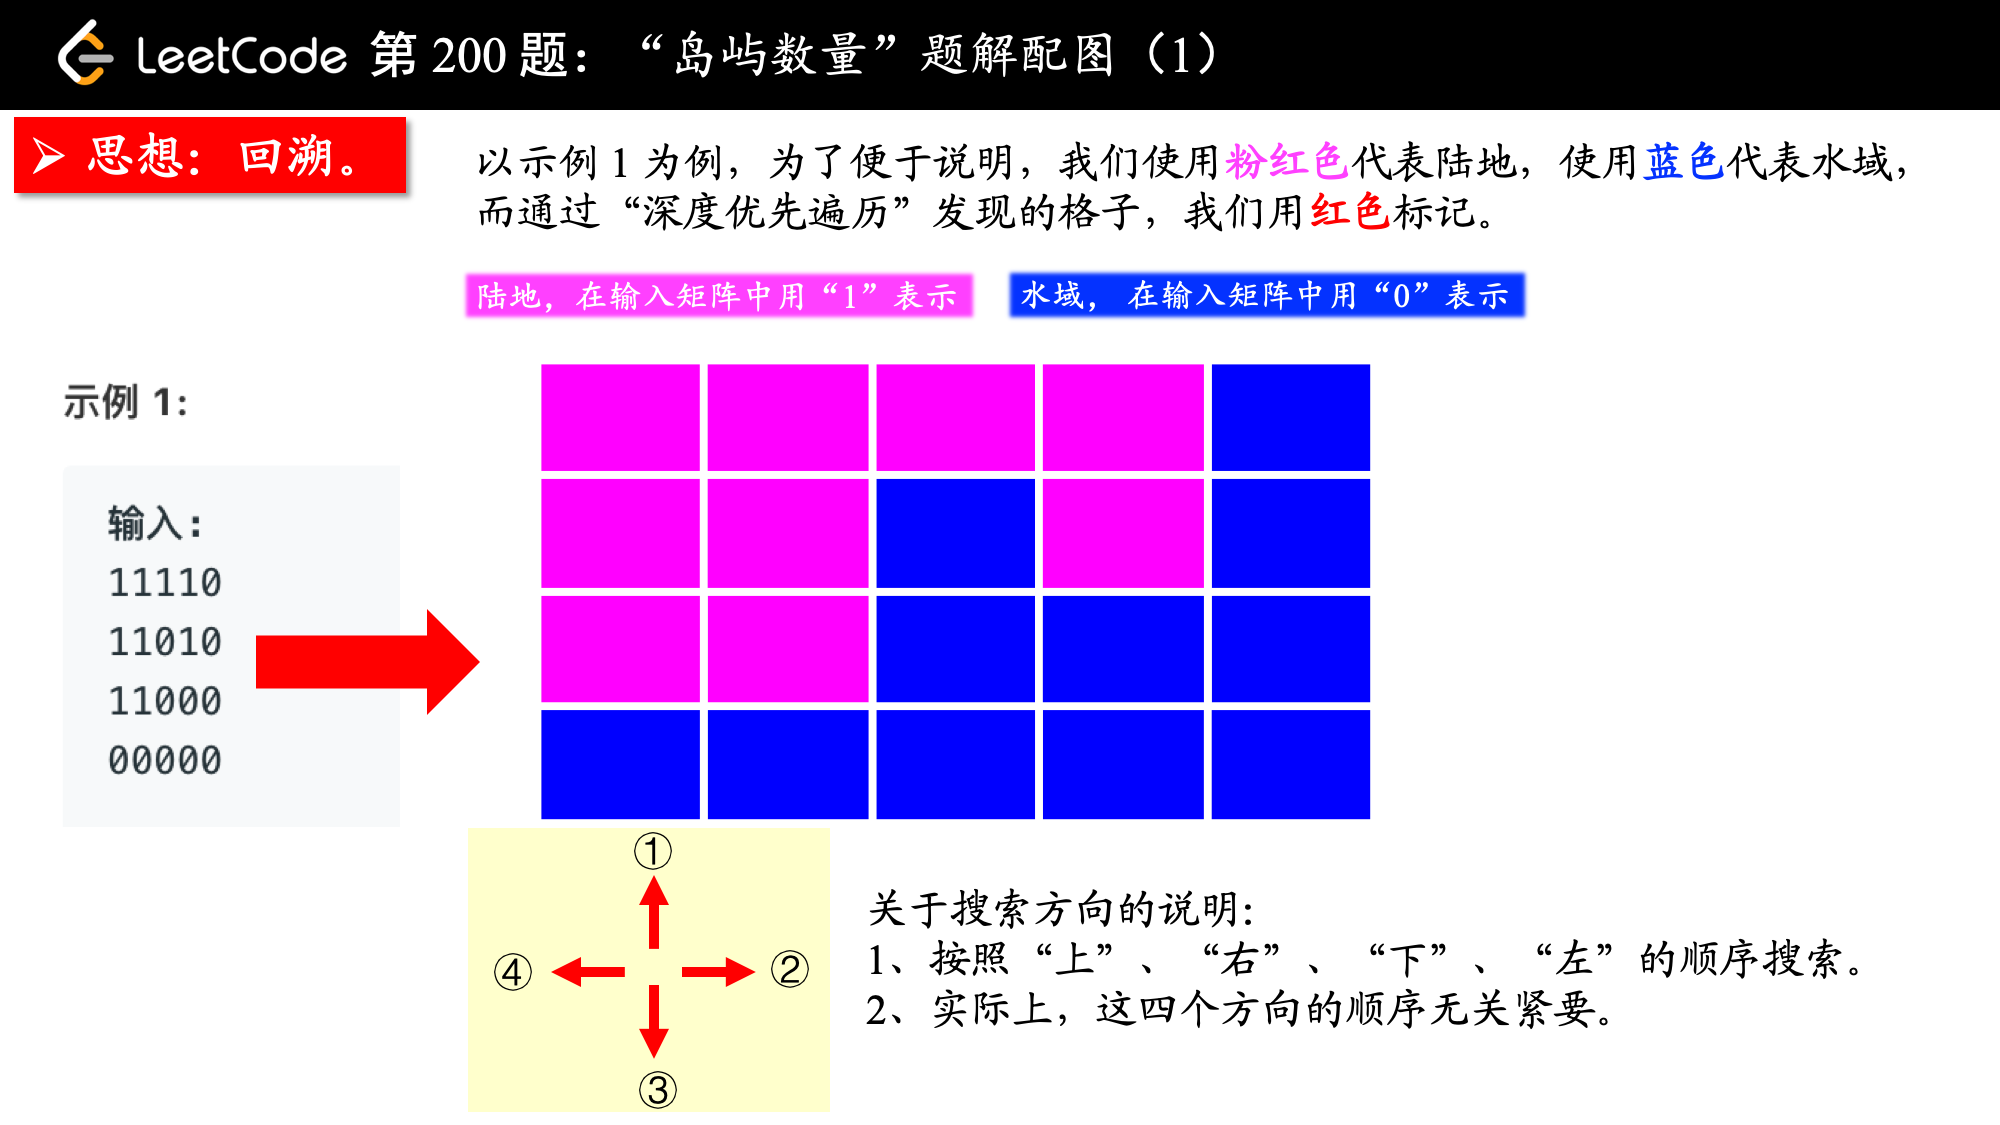 LeetCode 第 200 题：“岛屿数量”题解配图（1）
思想：回溯。
以示例 1 为例，为了便于说明，我们使用粉红色代表陆地，使用蓝色代表水域，
而通过“深度优先遍历”发现的格子，我们用红色标记。
陆地，在输入矩阵中用“1”表示
水域，在输入矩阵中用“0”表示
示例 1:
输入:
11110
11010
11000
00000
①
④
②
③
关于搜索方向的说明：
1、按照“上”、“右”、“下”、“左”的顺序搜索。
2、实际上，这四个方向的顺序无关紧要。